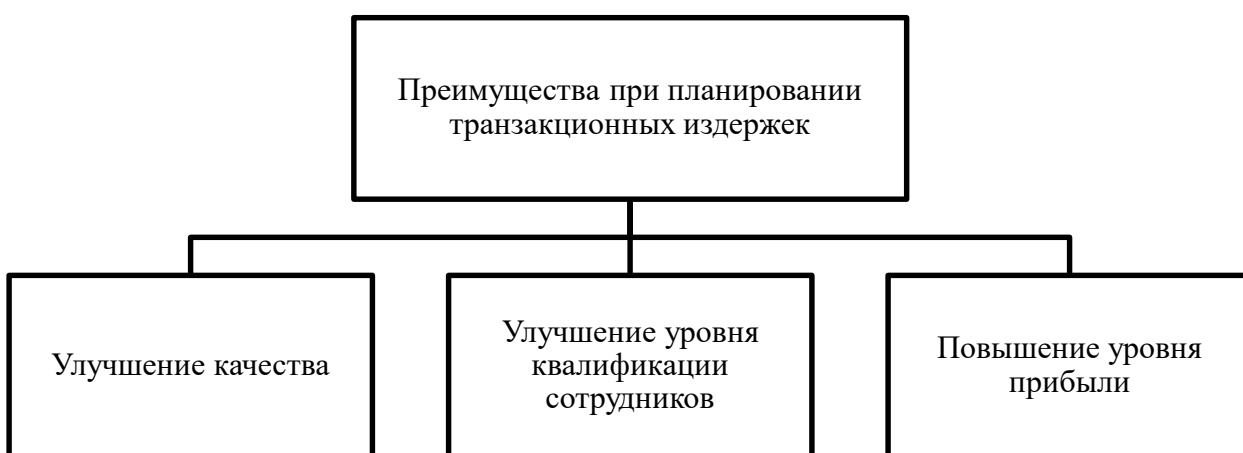 Преимущества при планировании
транзакционных издержек
Улучшение качества
Улучшение уровня
квалификации
сотрудников
Повышение уровня
прибыли